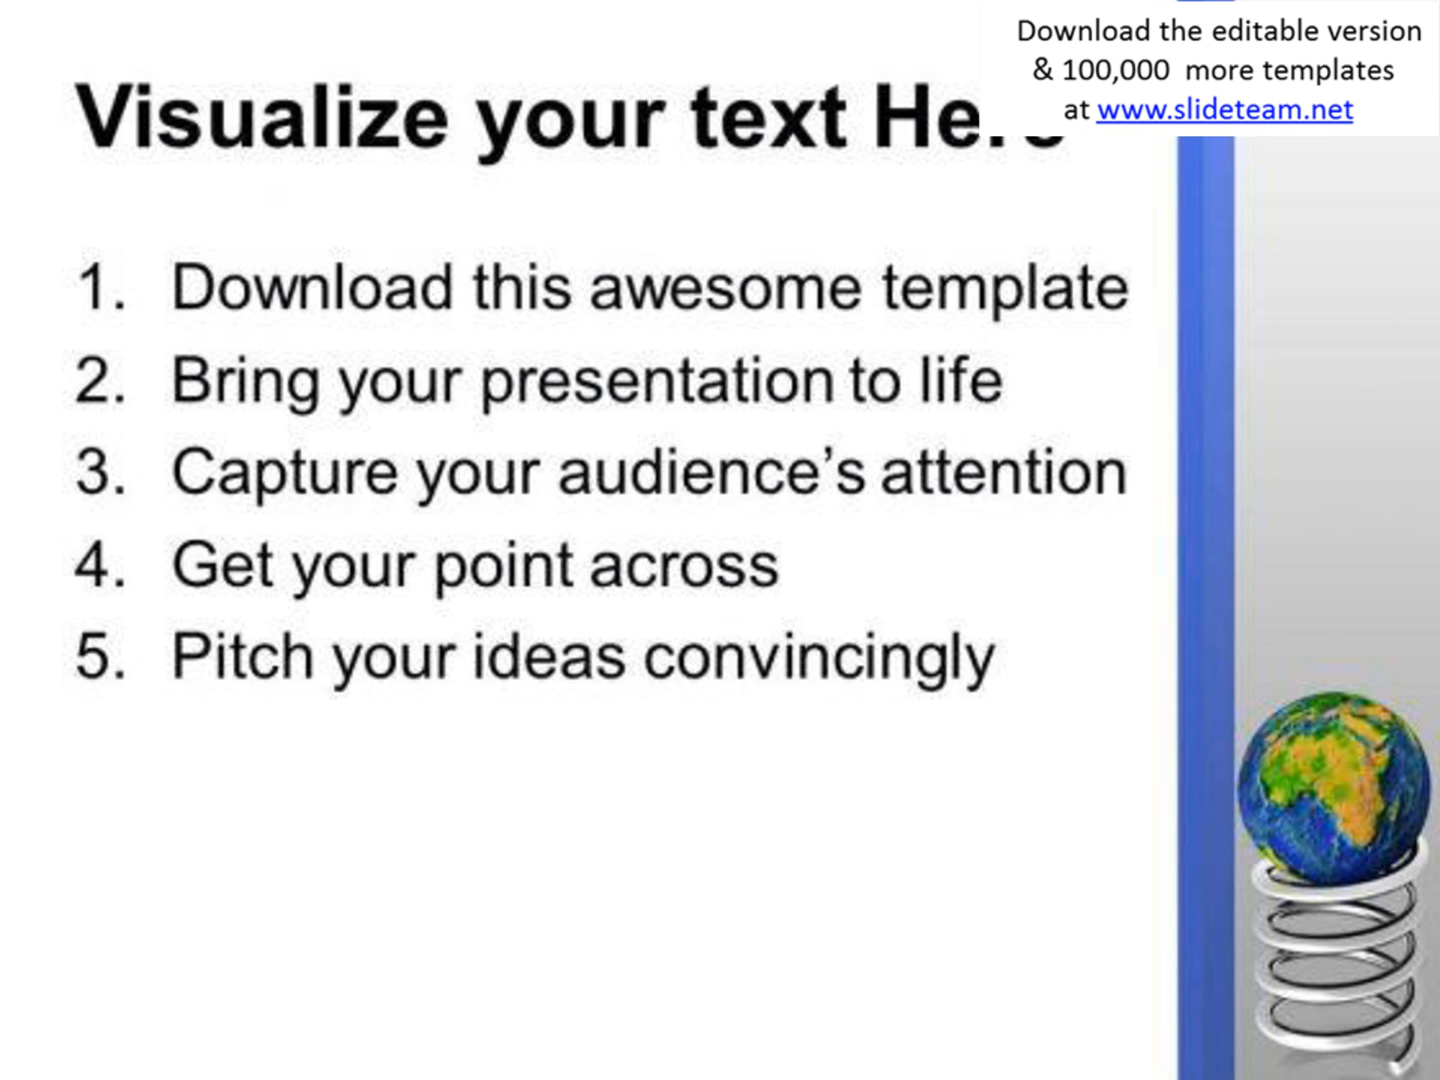 Download the editable version
& 100,000 more templates
at www.slideteam.net
Visualize your text Here
1. Download this awesome template
2. Bring your presentation to life
3. Capture your audience’s attention
4. Get your point across
5. Pitch your ideas convincingly